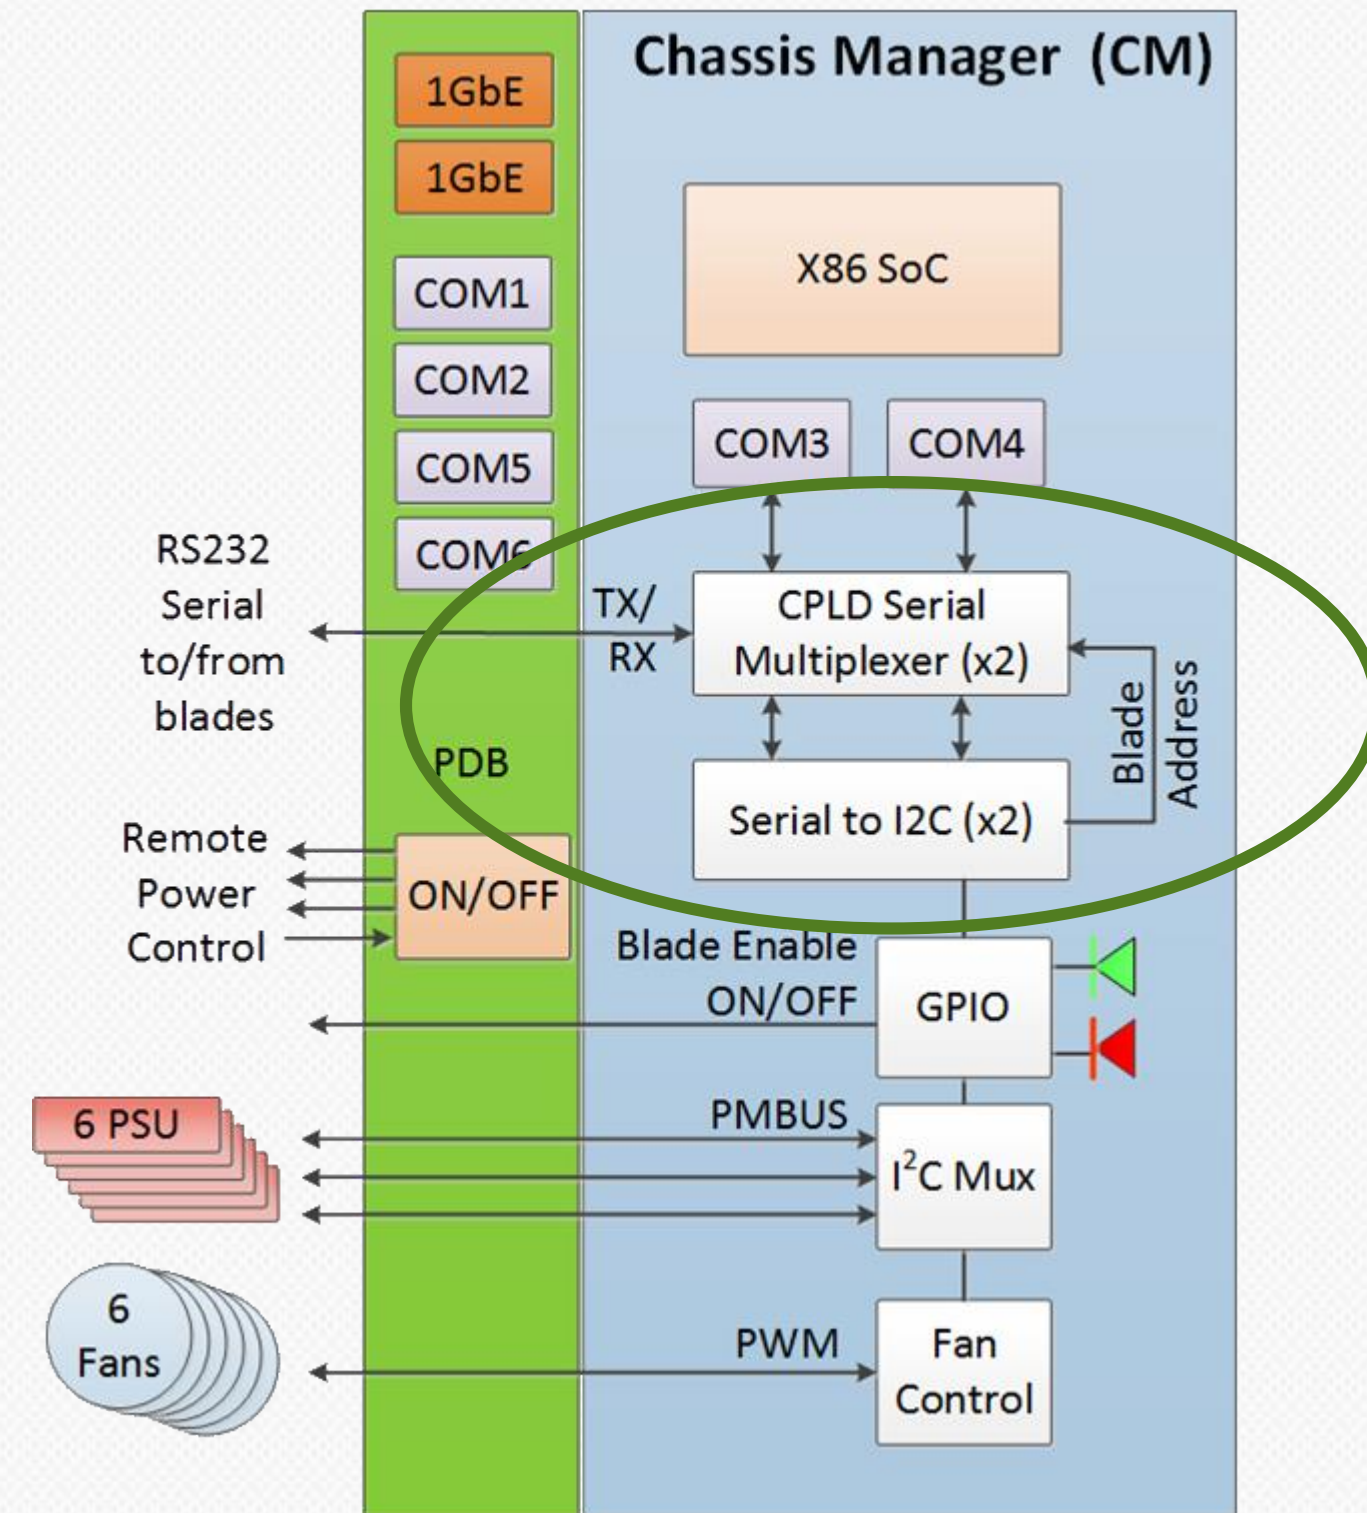 Chassis Manager (CM)
1GbE
1GbE
COM1
COM2
COM5
COM6
X86 SoC
COM3
COM4
RS232
Serial
to/from
blades
TX/
RX
CPLD Serial
Multiplexer (x2)
Blade
Address
PDB
Serial to I2C (x2)
Remote
Power
Control
ON/OFF
Blade Enable
ON/OFF
GPIO
6 PSU
PMBUS
I²C Mux
6
Fans
PWM
Fan
Control